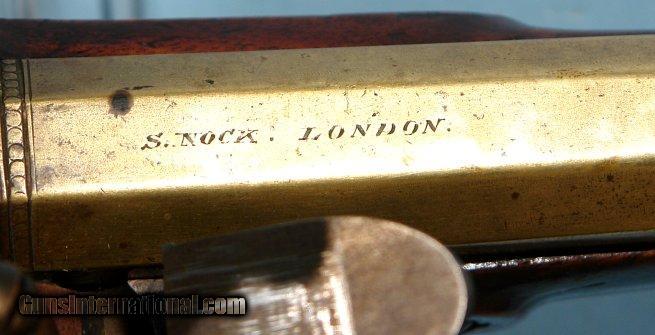 S. NOCK. LONDON.
GunsInternational.com